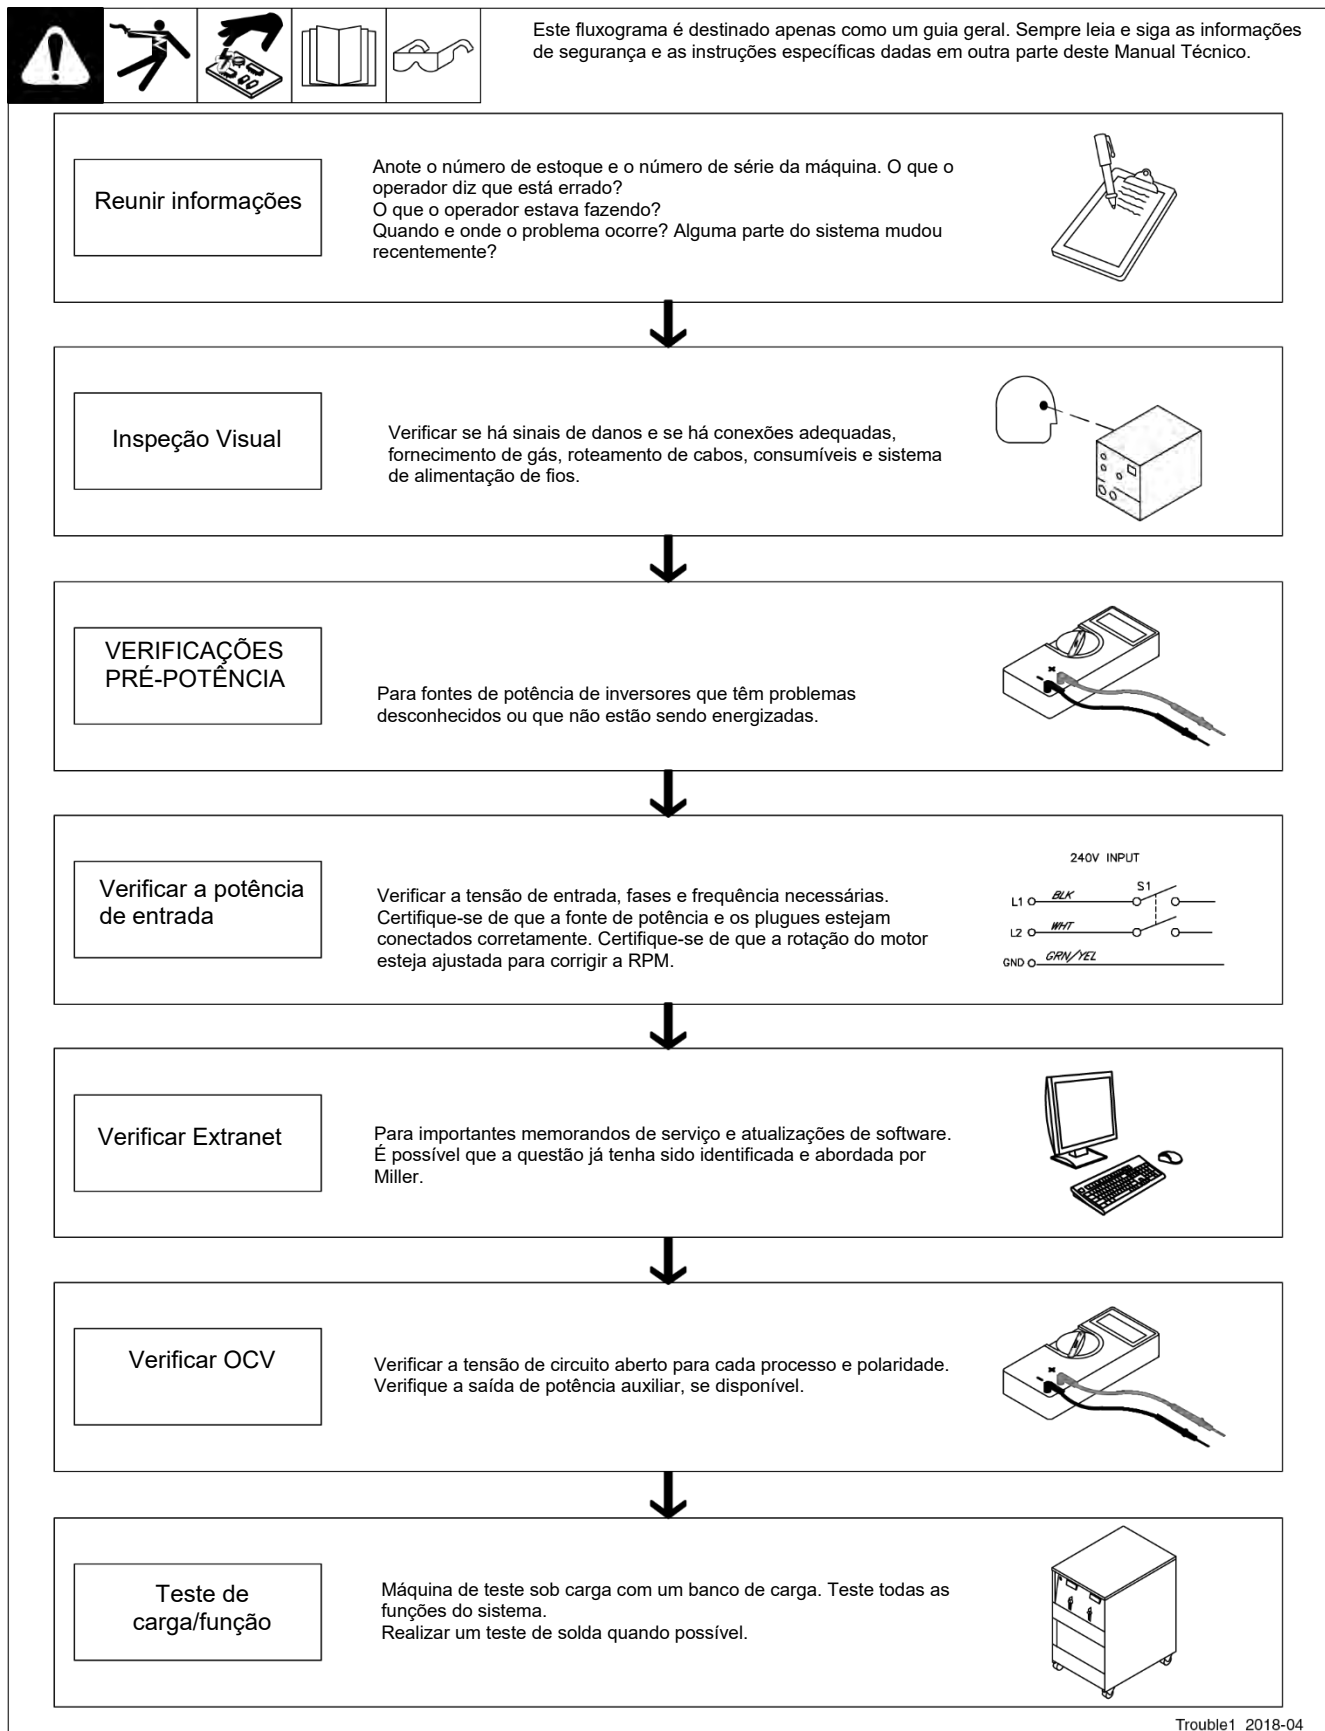 Este fluxograma é destinado apenas como um guia geral. Sempre leia e siga as informações
de segurança e as instruções específicas dadas em outra parte deste Manual Técnico.
Reunir informações
Anote o número de estoque e o número de série da máquina. O que o
operador diz que está errado?
O que o operador estava fazendo?
Quando e onde o problema ocorre? Alguma parte do sistema mudou
recentemente?
Inspeção Visual
Verificar se há sinais de danos e se há conexões adequadas,
fornecimento de gás, roteamento de cabos, consumíveis e sistema
de alimentação de fios.
VERIFICAÇÕES
PRÉ-POTÊNCIA
Para fontes de potência de inversores que têm problemas
desconhecidos ou que não estão sendo energizadas.
Verificar a potência
de entrada
Verificar a tensão de entrada, fases e frequência necessárias.
Certifique-se de que a fonte de potência e os plugues estejam
conectados corretamente. Certifique-se de que a rotação do motor
esteja ajustada para corrigir a RPM.
240V INPUT
S1
L1 BLK
L2 WHT
GND GRN/YEL
Verificar Extranet
Para importantes memorandos de serviço e atualizações de software.
É possível que a questão já tenha sido identificada e abordada por
Miller.
Verificar OCV
Verificar a tensão de circuito aberto para cada processo e polaridade.
Verifique a saída de potência auxiliar, se disponível.
Teste de
carga/função
Máquina de teste sob carga com um banco de carga. Teste todas as
funções do sistema.
Realizar um teste de solda quando possível.
Trouble1 2018-04